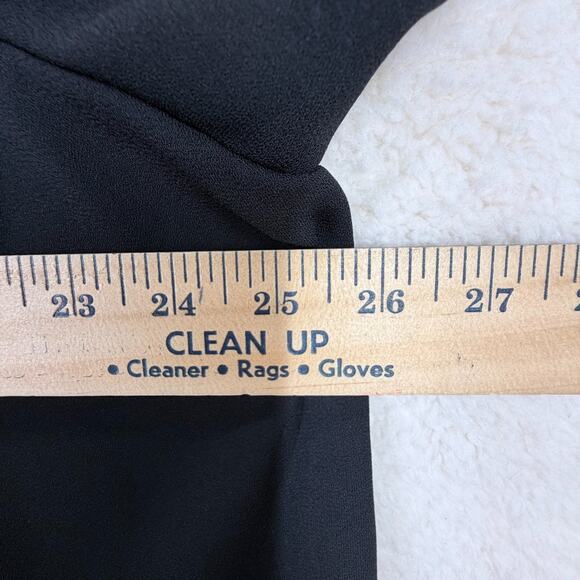 23 24 25 26 27
CLEAN UP
• Cleaner • Rags • Gloves